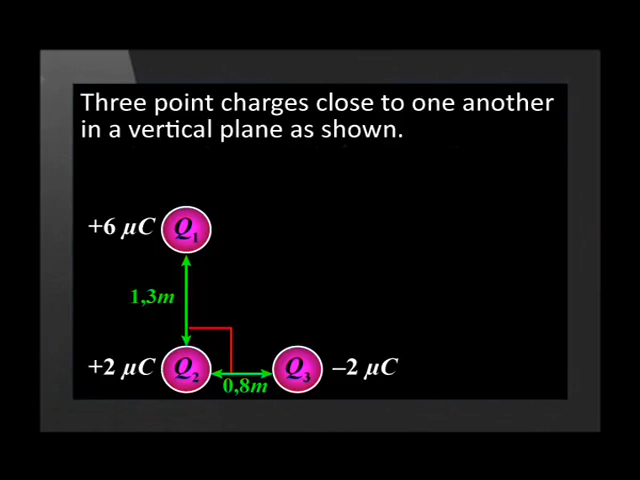 Three point charges close to one another
in a vertical plane as shown.
+6 µC Q1
1,3m
+2 µC Q2 0,8m Q3 –2 µC